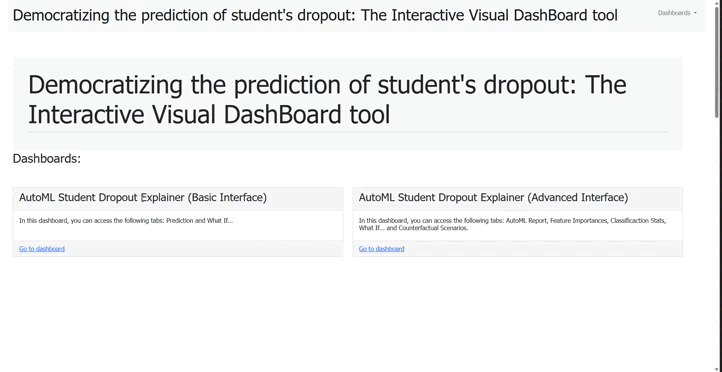 Democratizing the prediction of student's dropout: The Interactive Visual DashBoard tool
Dashboards
Democratizing the prediction of student's dropout: The
Interactive Visual DashBoard tool
Dashboards:
AutoML Student Dropout Explainer (Basic Interface)
In this dashboard, you can access the following tabs: Prediction and What If...
Go to dashboard
AutoML Student Dropout Explainer (Advanced Interface)
In this dashboard, you can access the following tabs: AutoML Report, Feature Importances, Classificaction Stats,
What If... and Counterfactual Scenarios.
Go to dashboard